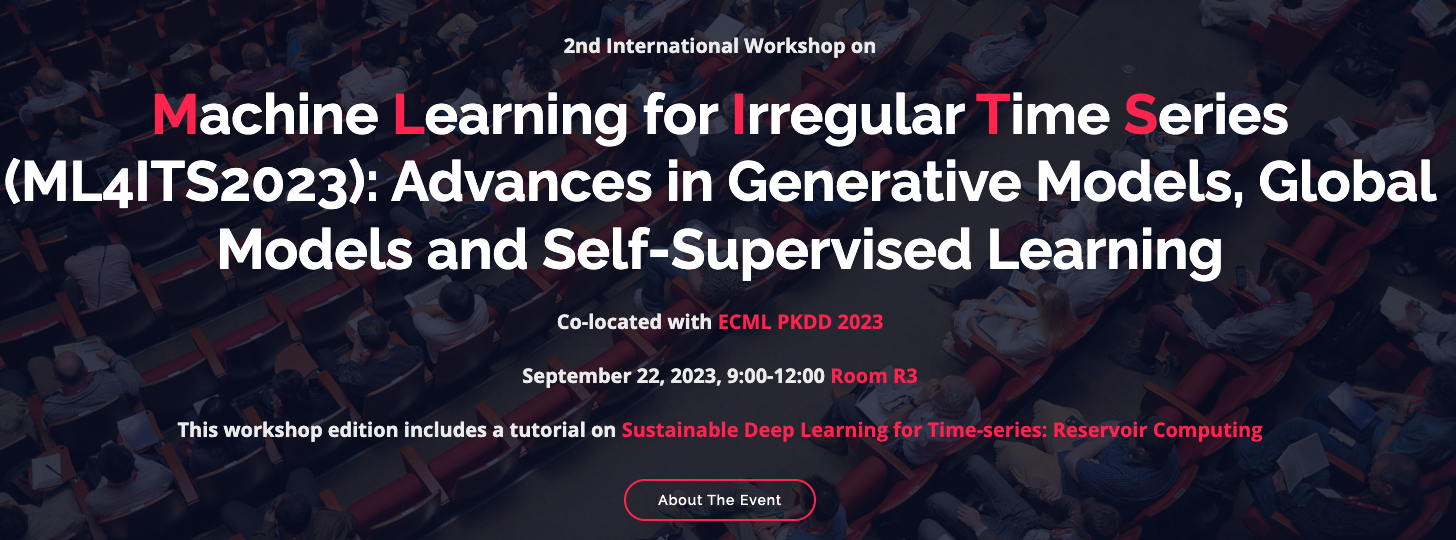 2nd International Workshop on
Machine Learning for Irregular Time Series
(ML4ITS2023): Advances in Generative Models, Global
Models and Self-Supervised Learning
Co-located with ECML PKDD 2023
September 22, 2023, 9:00-12:00 Room R3
This workshop edition includes a tutorial on Sustainable Deep Learning for Time-series: Reservoir Computing
About The Event